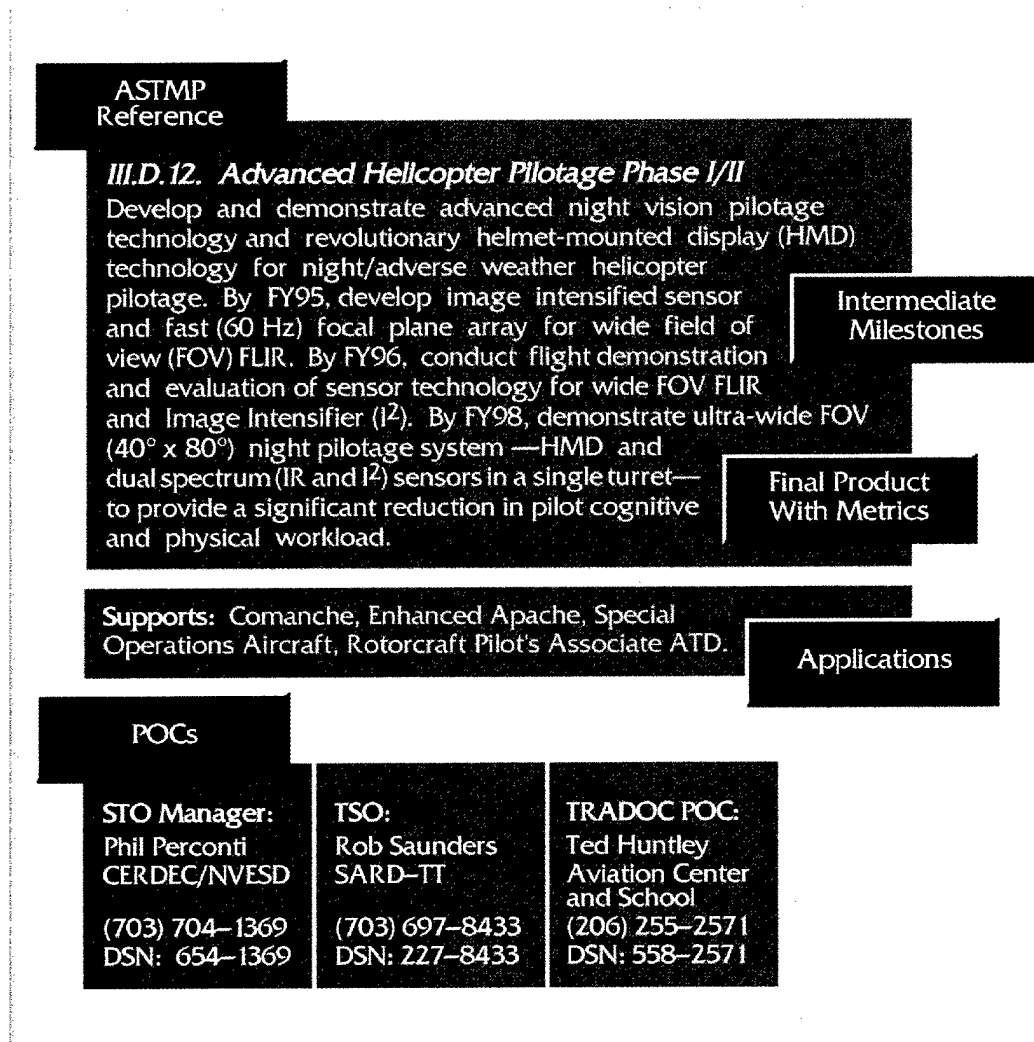 ASTMP
Reference
III.D.12. Advanced Helicopter Pilotage Phase I/II
Develop and demonstrate advanced night vision pilotage
technology and revolutionary helmet-mounted display (HMD)
technology for night/adverse weather helicopter
pilotage. By FY95, develop image intensified sensor
and fast (60 Hz) focal plane array for wide field of
view (FOV) FLIR. By FY96, conduct flight demonstration
and evaluation of sensor technology for wide FOV FLIR
and Image Intensifier (I²). By FY98, demonstrate ultra-wide FOV
(40° x 80°) night pilotage system —HMD and
dual spectrum (IR and I²) sensors in a single turret—
to provide a significant reduction in pilot cognitive
and physical workload.
Intermediate
Milestones
Final Product
With Metrics
Supports: Comanche, Enhanced Apache, Special
Operations Aircraft, Rotorcraft Pilot's Associate ATD.
Applications
POCs
STO Manager:
Phil Perconti
CERDEC/NVESD
(703) 704–1369
DSN: 654–1369
TSO:
Rob Saunders
SARD–TT
(703) 697–8433
DSN: 227–8433
TRADOC POC:
Ted Huntley
Aviation Center
and School
(206) 255–2571
DSN: 558–2571